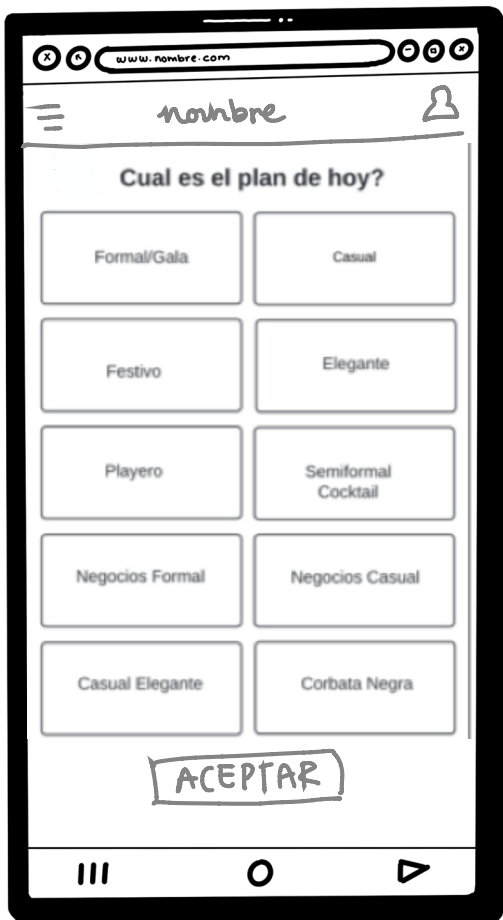 www.nombre.com
nombre
Cual es el plan de hoy?
Formal/Gala
Casual
Festivo
Elegante
Playero
Semiformal
Cocktail
Negocios Formal
Negocios Casual
Casual Elegante
Corbata Negra
ACEPTAR